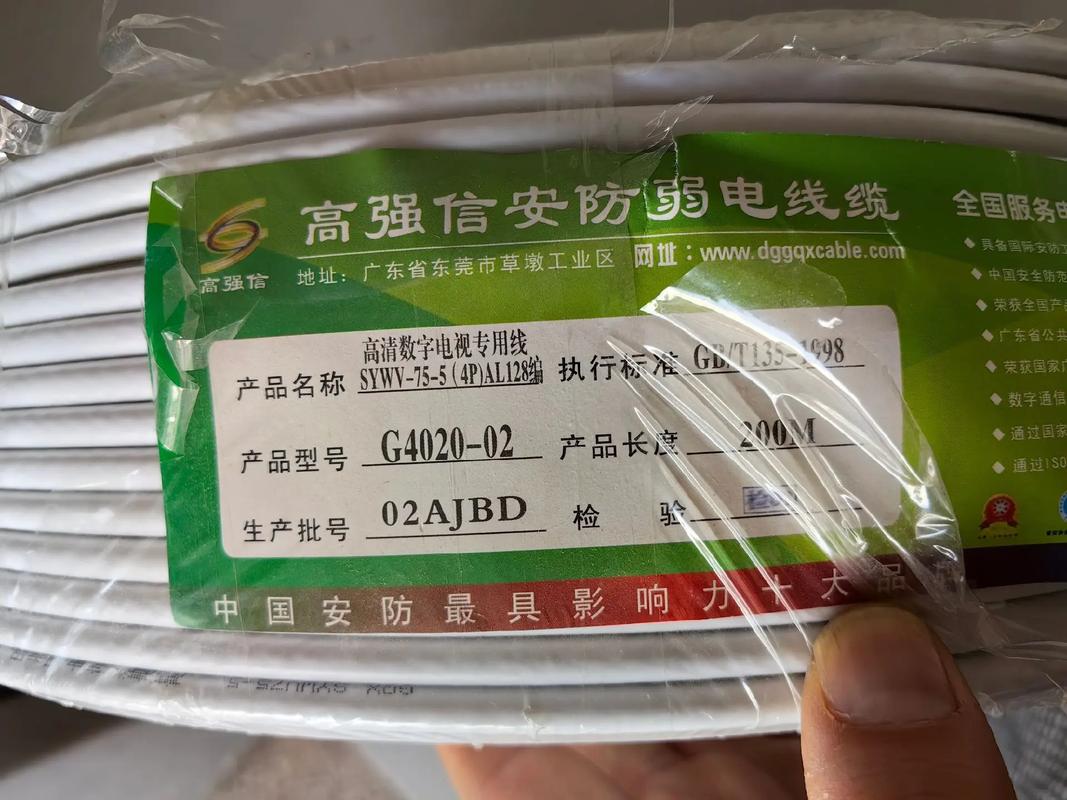 高强信安防弱电线缆
高强信
地址：广东省东莞市草墩工业区 网址：www.dggqxcable.com
高清数字电视专用线
产品名称 SYWV-75-5(4P)AL128编 执行标准 GB/T135-1998
产品型号 G4020-02 产品长度 200M
生产批号 02AJBD 检 验
中国安防最具影响力十大品
全国服务电
◆ 具备国际安防
◆ 中国安全防范
◆ 荣获全国产
◆ 广东省公共
◆ 荣获国家
◆ 数字通信
◆ 通过国家
◆ 通过ISO